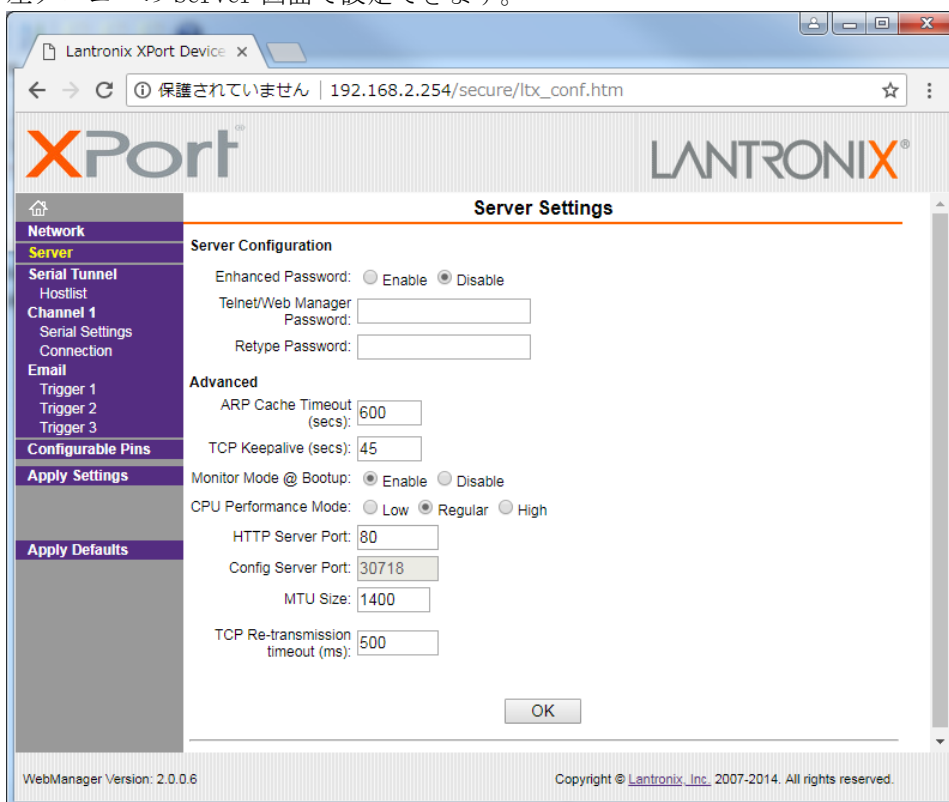 Lantronix XPort Device
保護されていません | 192.168.2.254/secure/ltx_conf.htm
XPort®
LANTRONIX®
Network
Server
Serial Tunnel
Hostlist
Channel 1
Serial Settings
Connection
Email
Trigger 1
Trigger 2
Trigger 3
Configurable Pins
Apply Settings
Apply Defaults
Server Settings
Server Configuration
Enhanced Password: Enable Disable
Telnet/Web Manager
Password:
Retype Password:
Advanced
ARP Cache Timeout
(secs): 600
TCP Keepalive (secs): 45
Monitor Mode @ Bootup: Enable Disable
CPU Performance Mode: Low Regular High
HTTP Server Port: 80
Config Server Port: 30718
MTU Size: 1400
TCP Re-transmission
timeout (ms): 500
OK
WebManager Version: 2.0.0.6
Copyright © Lantronix, Inc. 2007-2014. All rights reserved.